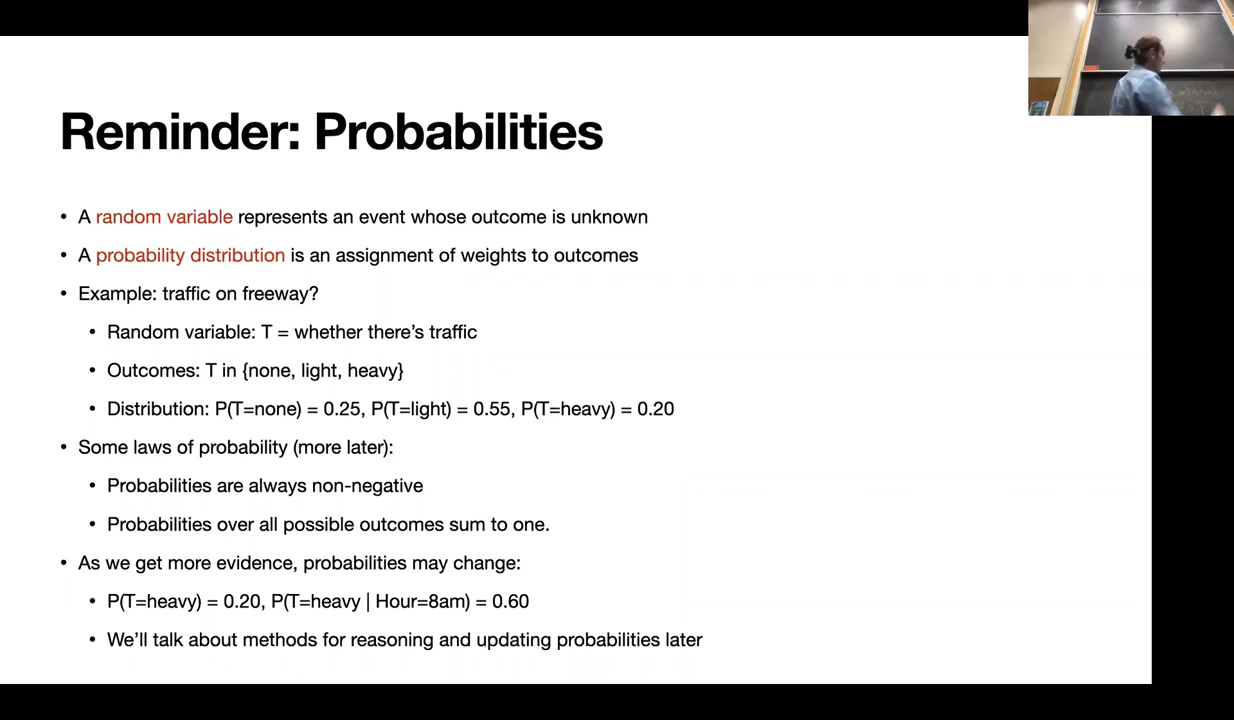 Reminder: Probabilities
• A random variable represents an event whose outcome is unknown
• A probability distribution is an assignment of weights to outcomes
• Example: traffic on freeway?
• Random variable: T = whether there’s traffic
• Outcomes: T in {none, light, heavy}
• Distribution: P(T=none) = 0.25, P(T=light) = 0.55, P(T=heavy) = 0.20
• Some laws of probability (more later):
• Probabilities are always non-negative
• Probabilities over all possible outcomes sum to one.
• As we get more evidence, probabilities may change:
• P(T=heavy) = 0.20, P(T=heavy | Hour=8am) = 0.60
• We’ll talk about methods for reasoning and updating probabilities later